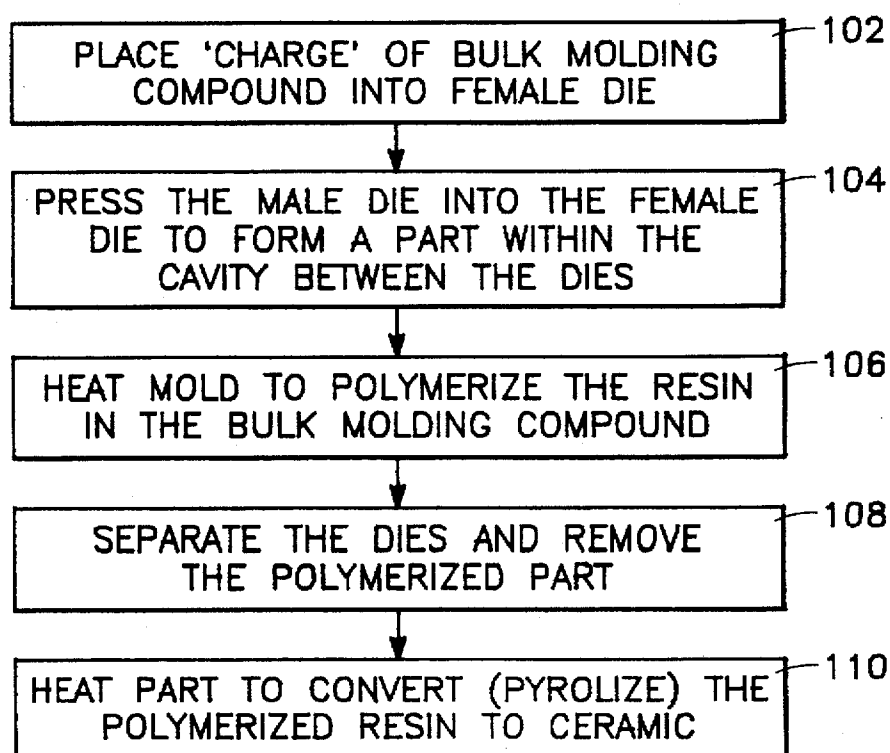 PLACE 'CHARGE' OF BULK MOLDING
COMPOUND INTO FEMALE DIE
102
PRESS THE MALE DIE INTO THE FEMALE
DIE TO FORM A PART WITHIN THE
CAVITY BETWEEN THE DIES
104
HEAT MOLD TO POLYMERIZE THE RESIN
IN THE BULK MOLDING COMPOUND
106
SEPARATE THE DIES AND REMOVE
THE POLYMERIZED PART
108
HEAT PART TO CONVERT (PYROLIZE) THE
POLYMERIZED RESIN TO CERAMIC
110